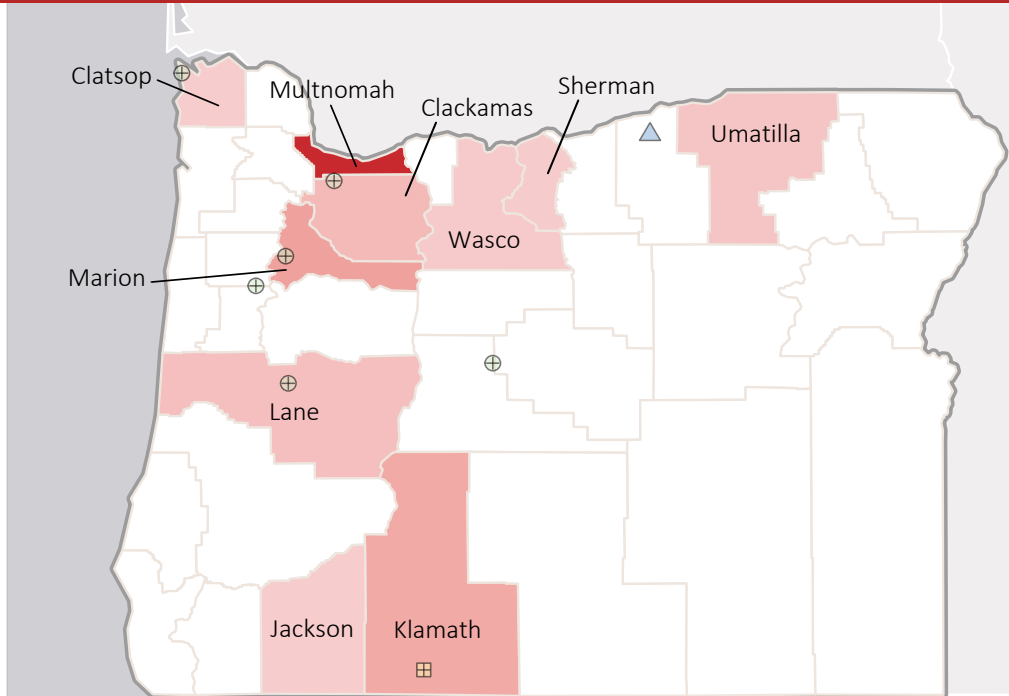 Clatsop
Multnomah
Sherman
Clackamas
Umatilla
Wasco
Marion
Lane
Jackson
Klamath